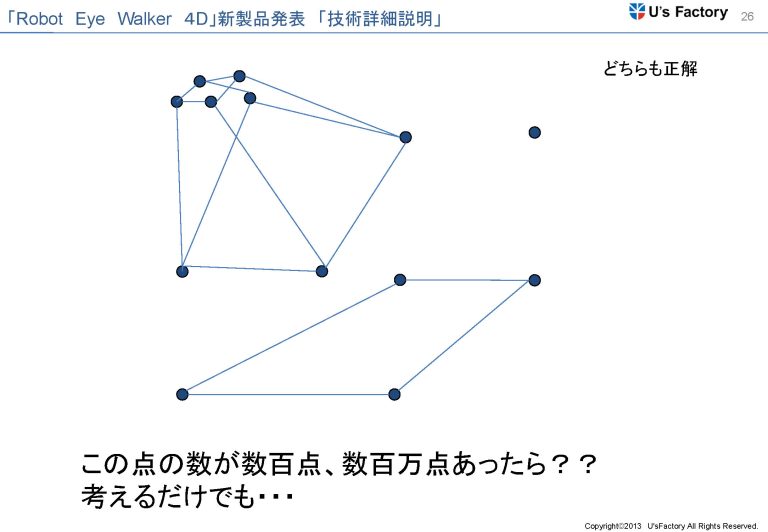 「Robot Eye Walker 4D」新製品発表 「技術詳細説明」
U's Factory
26
どちらも正解
この点の数が数百点、数百万点あったら？？
考えるだけでも・・・
Copyright©2013 U'sFactory All Rights Reserved.